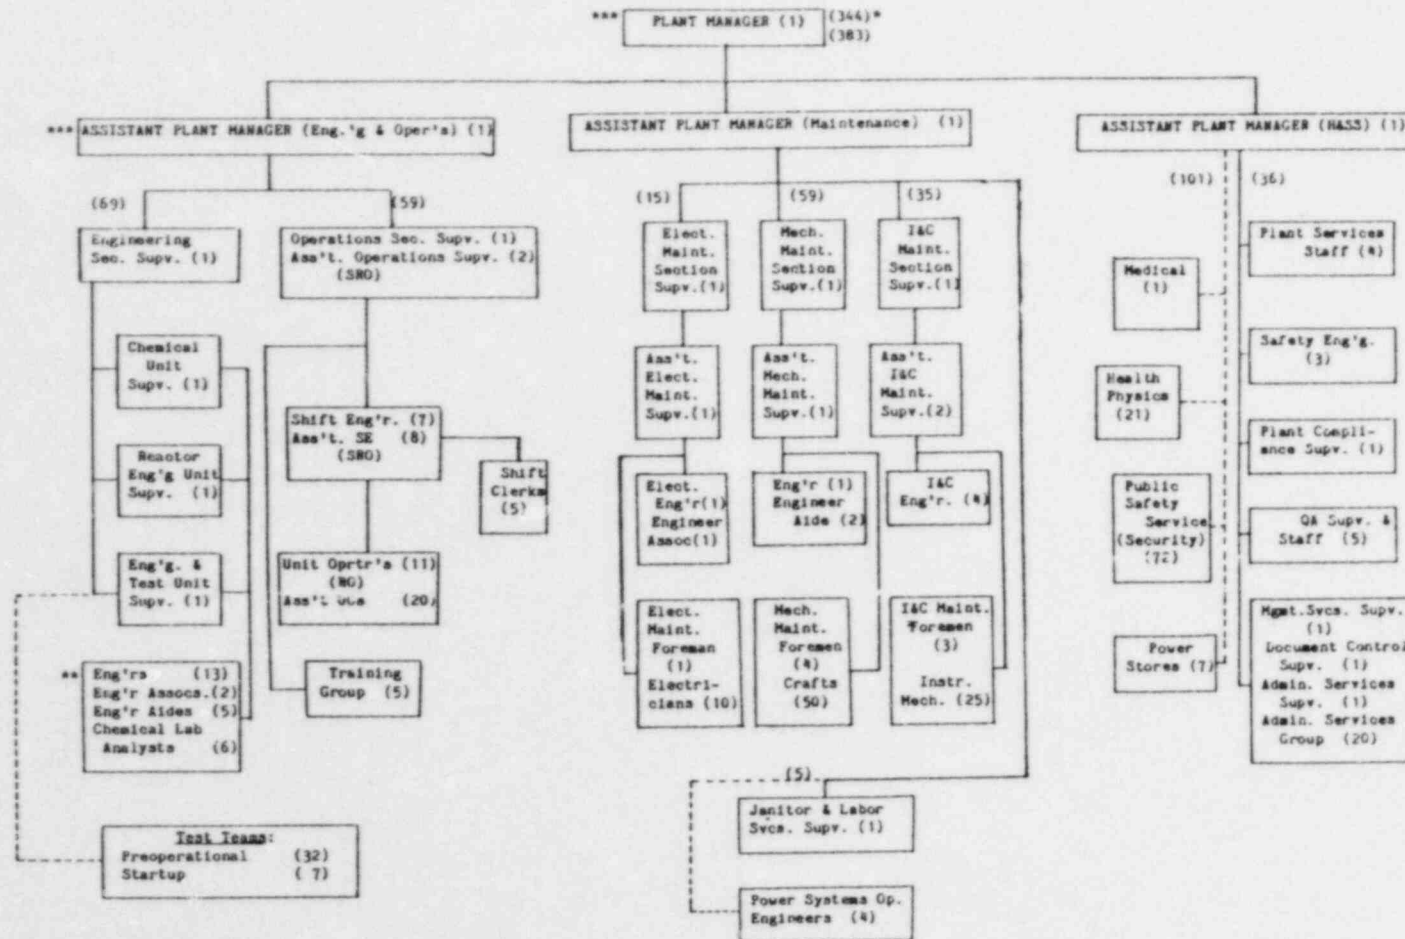 *** PLANT MANAGER (1) (344)*
(383)
*** ASSISTANT PLANT MANAGER (Eng.'g & Oper's) (1)
ASSISTANT PLANT MANAGER (Maintenance) (1)
ASSISTANT PLANT MANAGER (H&SS) (1)
(69)
(59)
Engineering
Sec. Supv. (1)
Operations Sec. Supv. (1)
Ass't. Operations Supv. (2)
(SRO)
Chemical
Unit
Supv. (1)
Reactor
Eng'g Unit
Supv. (1)
Eng'g. &
Test Unit
Supv. (1)
** Eng'rs (13)
Eng'r Assocs.(2)
Eng'r Aides (5)
Chemical Lab
Analysts (6)
Test Teams:
Preoperational (32)
Startup ( 7)
Shift Eng'r. (7)
Ass't. SE (8)
(SRO)
Shift
Clerks
(5)
Unit Oprtr's (11)
(RO)
Ass't UOs (20)
Training
Group (5)
(15)
(59)
(35)
Elect.
Maint.
Section
Supv.(1)
Mech.
Maint.
Section
Supv.(1)
I&C
Maint.
Section
Supv.(1)
Ass't.
Elect.
Maint.
Supv.(1)
Ass't.
Mech.
Maint.
Supv.(1)
Ass't.
I&C
Maint.
Supv.(2)
Elect.
Eng'r(1)
Engineer
Assoc(1)
Eng'r (1)
Engineer
Aide (2)
I&C
Eng'r. (4)
Elect.
Maint.
Foreman
(1)
Electri-
cians (10)
Mech.
Maint.
Foremen
(4)
Crafts
(50)
I&C Maint.
Foremen
(3)
Instr.
Mech. (25)
(5)
Janitor & Labor
Svcs. Supv. (1)
Power Systems Op.
Engineers (4)
(101)
(36)
Medical
(1)
Health
Physics
(21)
Public
Safety
Service
(Security)
(72)
Power
Stores (7)
Plant Services
Staff (4)
Safety Eng'g.
(3)
Plant Compli-
ance Supv. (1)
QA Supv. &
Staff (5)
Mgmt.Svcs. Supv.
(1)
Document Control
Supv. (1)
Admin. Services
Supv. (1)
Admin. Services
Group (20)